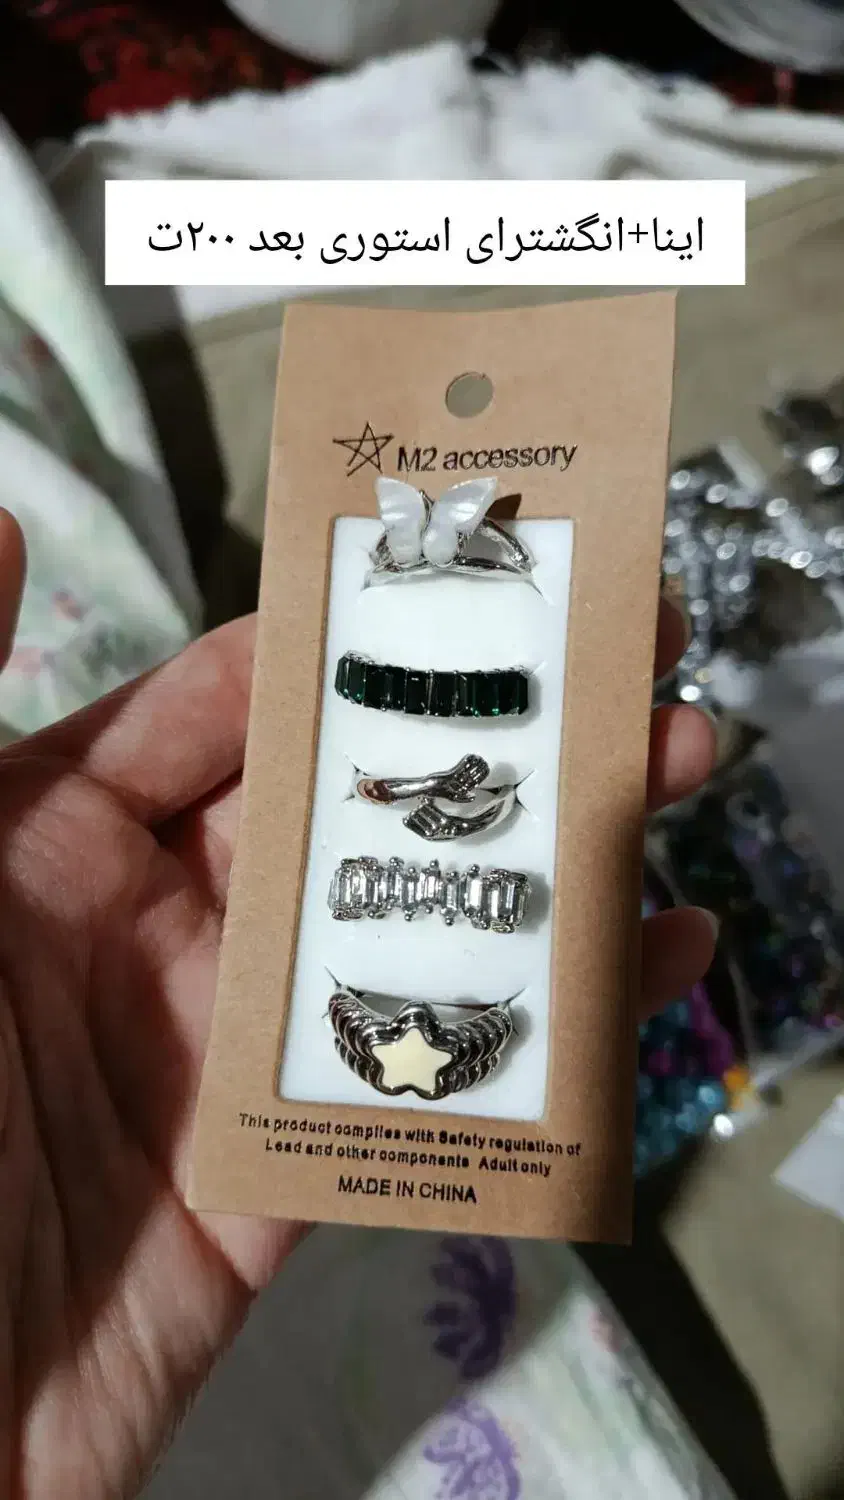 اینا+انگشترای استوری بعد ۲۰۰ت
M2 accessory
This product complies with Safety regulation of
Lead and other components Adult only
MADE IN CHINA